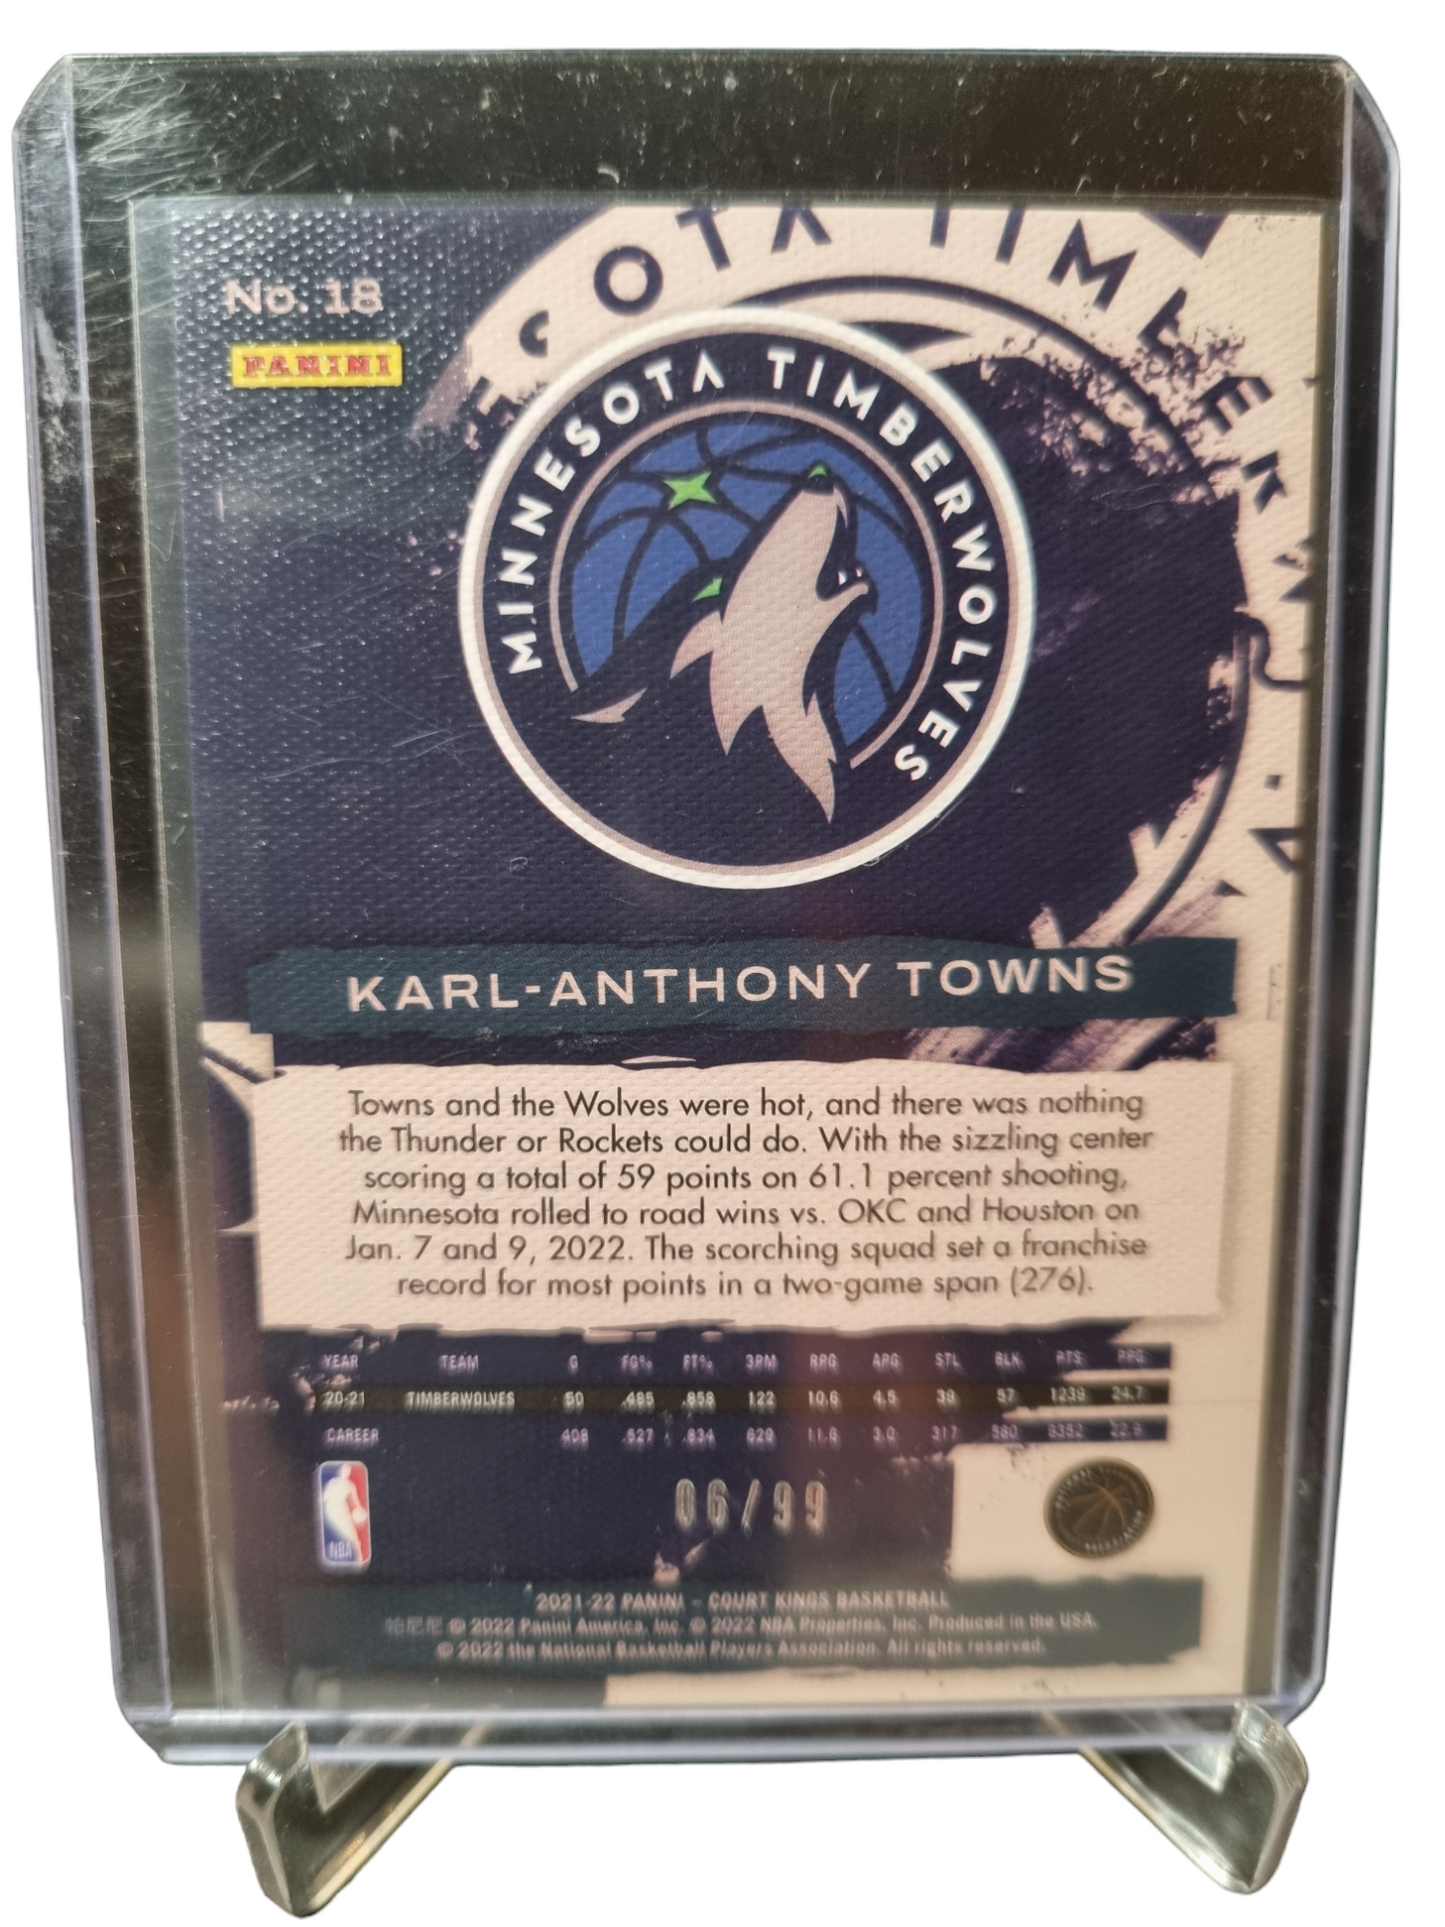 No. 18
PANINI
SOTA TIMBER
MINNESOTA TIMBERWOLVES
KARL-ANTHONY TOWNS
Towns and the Wolves were hot, and there was nothing
the Thunder or Rockets could do. With the sizzling center
scoring a total of 59 points on 61.1 percent shooting,
Minnesota rolled to road wins vs. OKC and Houston on
Jan. 7 and 9, 2022. The scorching squad set a franchise
record for most points in a two-game span (276).
YEAR TEAM G FG% FT% 3PM RPG APG STL BLK PTS PPG
20-21 TIMBERWOLVES 50 .485 .858 122 10.6 4.5 39 57 1239 24.7
CAREER 408 .527 .834 629 11.6 3.0 317 580 9352 22.9
06/99
NBA
2021-22 PANINI – COURT KINGS BASKETBALL
帕尼尼 © 2022 Panini America, Inc. © 2022 NBA Properties, Inc. Produced in the USA.
© 2022 the National Basketball Players Association. All rights reserved.